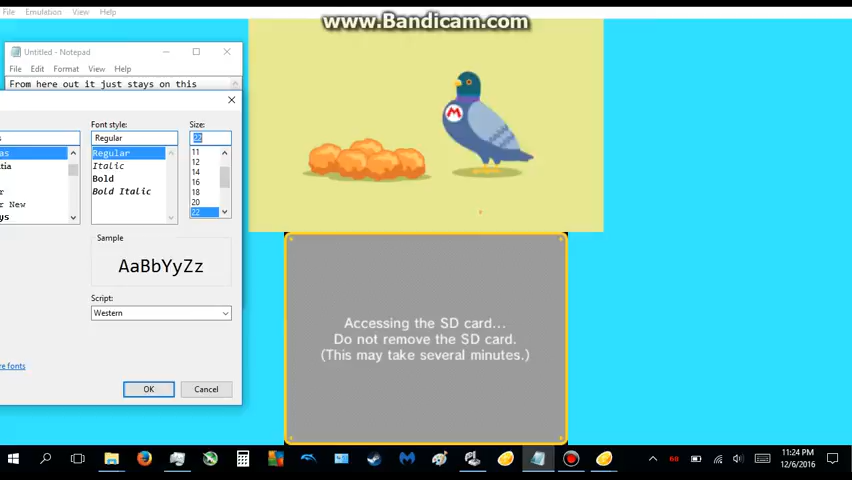 www.Bandicam.com
File Emulation View Help
Untitled - Notepad
File Edit Format View Help
From here out it just stays on this
Font style:
Size:
Regular
22
Regular
Italic
Bold
Bold Italic
11
12
14
16
18
20
22
Sample
AaBbYyZz
Script:
Western
OK
Cancel
M
Accessing the SD card...
Do not remove the SD card.
(This may take several minutes.)
11:24 PM
12/6/2016